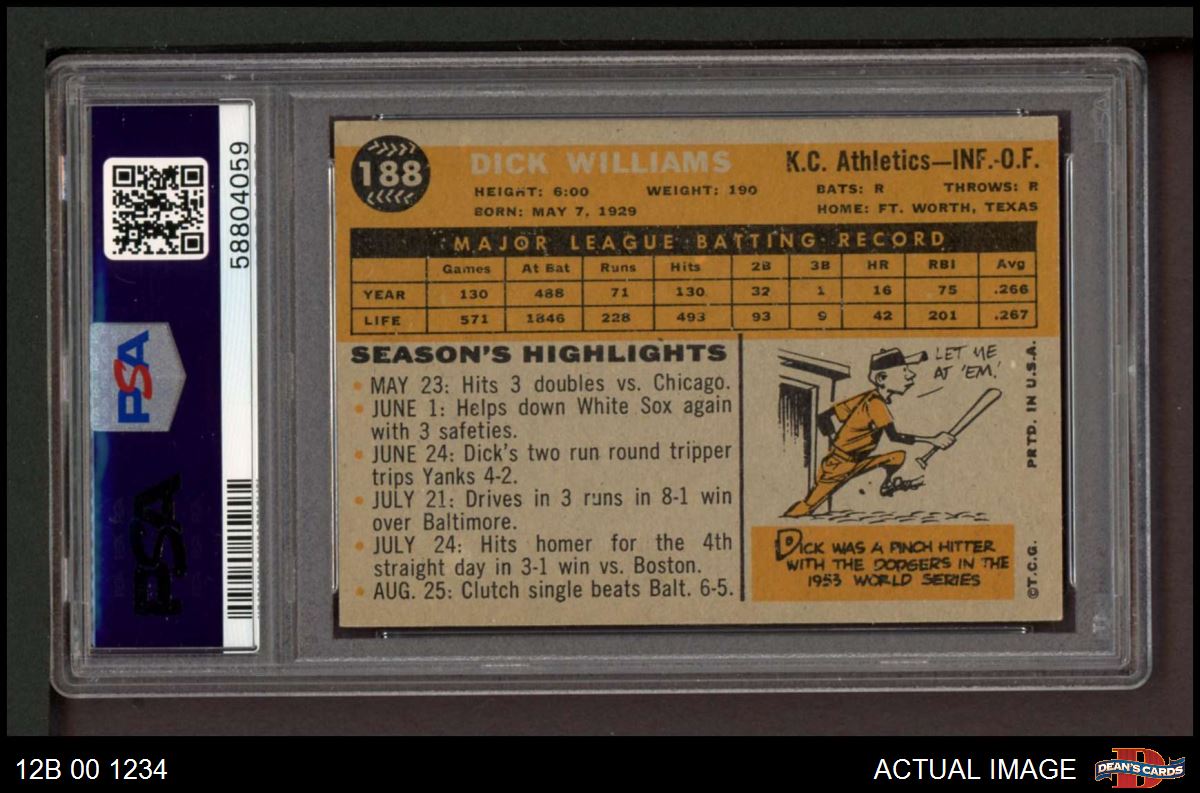 58804059
PSA
PSA
188
DICK WILLIAMS
K.C. Athletics—INF.-O.F.
HEIGHT: 6:00 WEIGHT: 190 BATS: R THROWS: R
BORN: MAY 7, 1929 HOME: FT. WORTH, TEXAS
MAJOR LEAGUE BATTING RECORD
Games At Bat Runs Hits 2B 3B HR RBI Avg
YEAR 130 488 71 130 32 1 16 75 .266
LIFE 571 1846 228 493 93 9 42 201 .267
SEASON'S HIGHLIGHTS
• MAY 23: Hits 3 doubles vs. Chicago.
• JUNE 1: Helps down White Sox again
with 3 safeties.
• JUNE 24: Dick's two run round tripper
trips Yanks 4-2.
• JULY 21: Drives in 3 runs in 8-1 win
over Baltimore.
• JULY 24: Hits homer for the 4th
straight day in 3-1 win vs. Boston.
• AUG. 25: Clutch single beats Balt. 6-5.
LET ME
AT 'EM!
DICK WAS A PINCH HITTER
WITH THE DODGERS IN THE
1953 WORLD SERIES
©T.C.G. PRTD. IN U.S.A.
12B 00 1234
ACTUAL IMAGE
DEAN'S CARDS